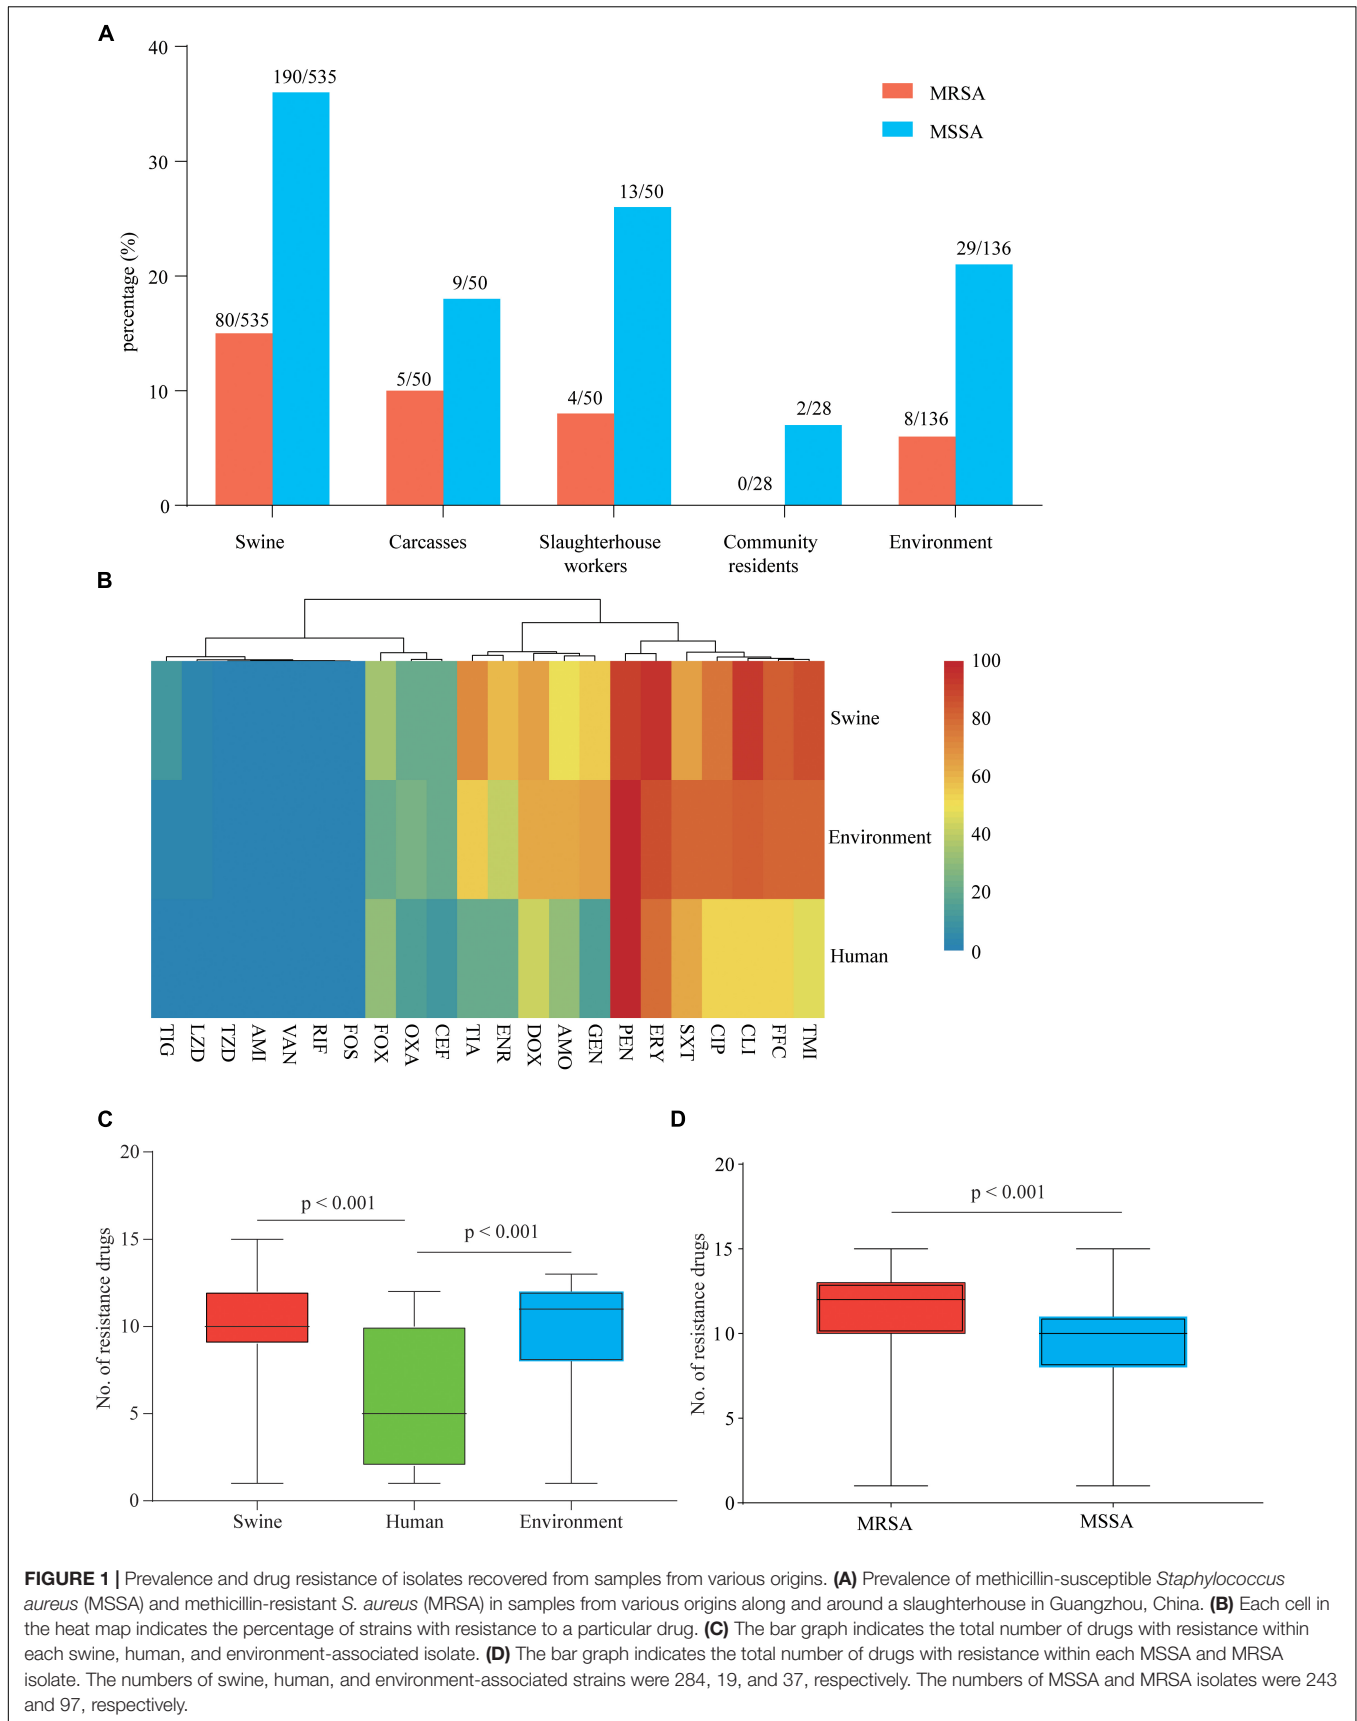 A
40
190/535
MRSA
MSSA
30
13/50
percentage (%)
29/136
20
9/50
80/535
5/50
10
4/50
2/28
8/136
0/28
0
Swine
Carcasses
Slaughterhouse
workers
Community
residents
Environment
B
100
80
60
40
20
0
Swine
Environment
Human
TIG
LZD
TZD
AMI
VAN
RIF
FOS
FOX
OXA
CEF
TIA
ENR
DOX
AMO
GEN
PEN
ERY
SXT
CIP
CLI
FFC
TMI
C
20
15
10
5
0
No. of resistance drugs
p < 0.001
p < 0.001
Swine
Human
Environment
D
20
15
10
5
0
No. of resistance drugs
p < 0.001
MRSA
MSSA
FIGURE 1 | Prevalence and drug resistance of isolates recovered from samples from various origins. (A) Prevalence of methicillin-susceptible Staphylococcus
aureus (MSSA) and methicillin-resistant S. aureus (MRSA) in samples from various origins along and around a slaughterhouse in Guangzhou, China. (B) Each cell in
the heat map indicates the percentage of strains with resistance to a particular drug. (C) The bar graph indicates the total number of drugs with resistance within
each swine, human, and environment-associated isolate. (D) The bar graph indicates the total number of drugs with resistance within each MSSA and MRSA
isolate. The numbers of swine, human, and environment-associated strains were 284, 19, and 37, respectively. The numbers of MSSA and MRSA isolates were 243
and 97, respectively.